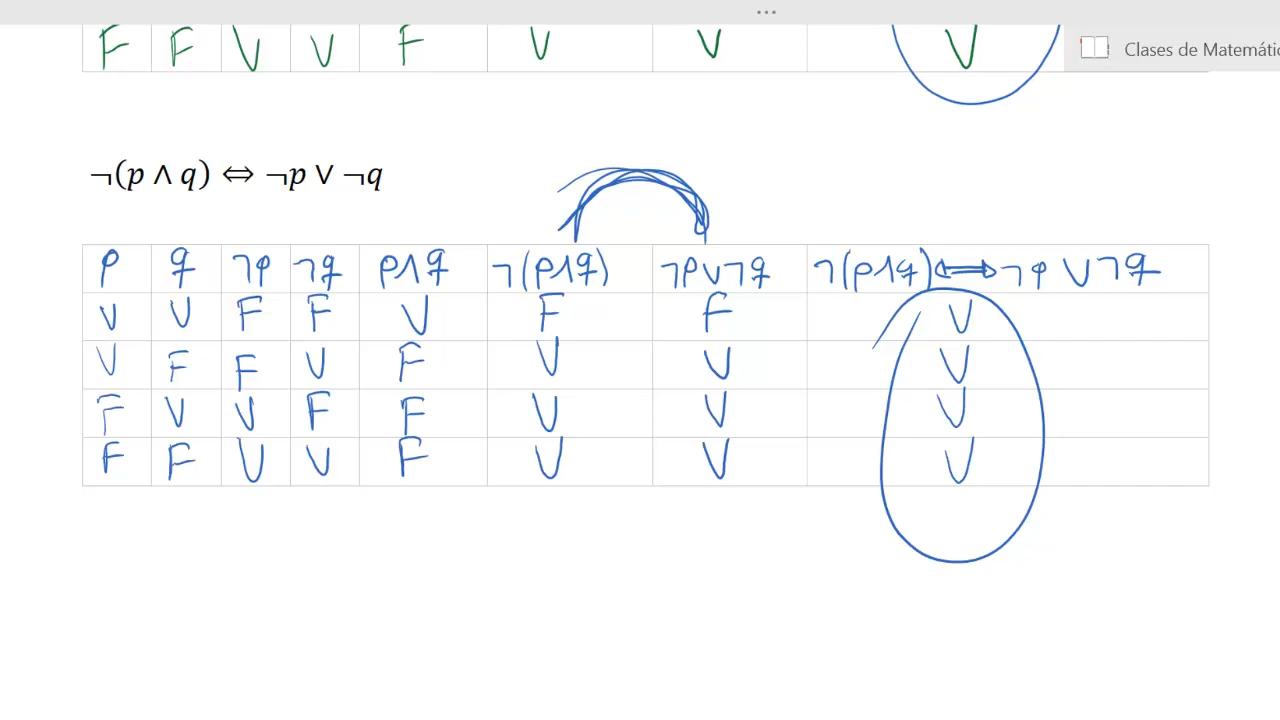 F F V V F V V V
Clases de Matemátic
¬(p ∧ q) ⇔ ¬p ∨ ¬q
p q ¬p ¬q p∧q ¬(p∧q) ¬p∨¬q ¬(p∧q) ⇔ ¬p ∨ ¬q
V V F F V F F V
V F F V F V V V
F V V F F V V V
F F V V F V V V